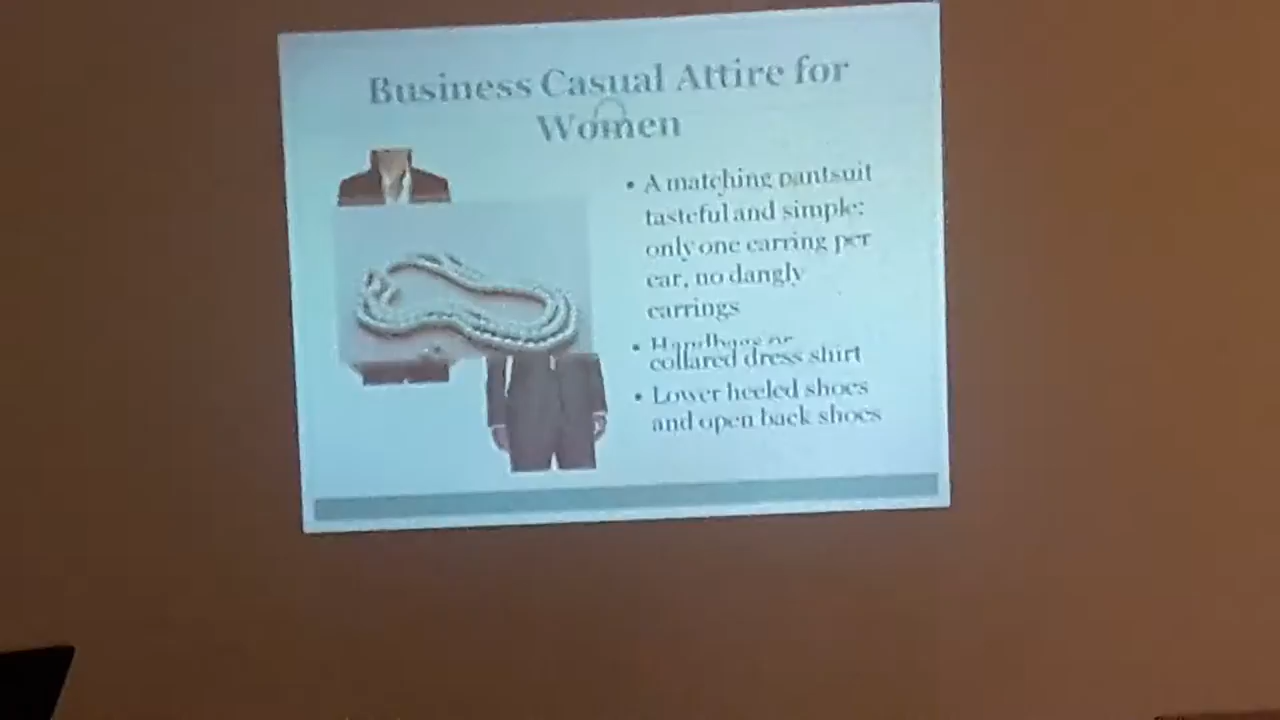 Business Casual Attire for
Women
• A matching pantsuit
tasteful and simple:
only one earring per
ear, no dangly
earrings
• Handbags or
collared dress shirt
• Lower heeled shoes
and open back shoes